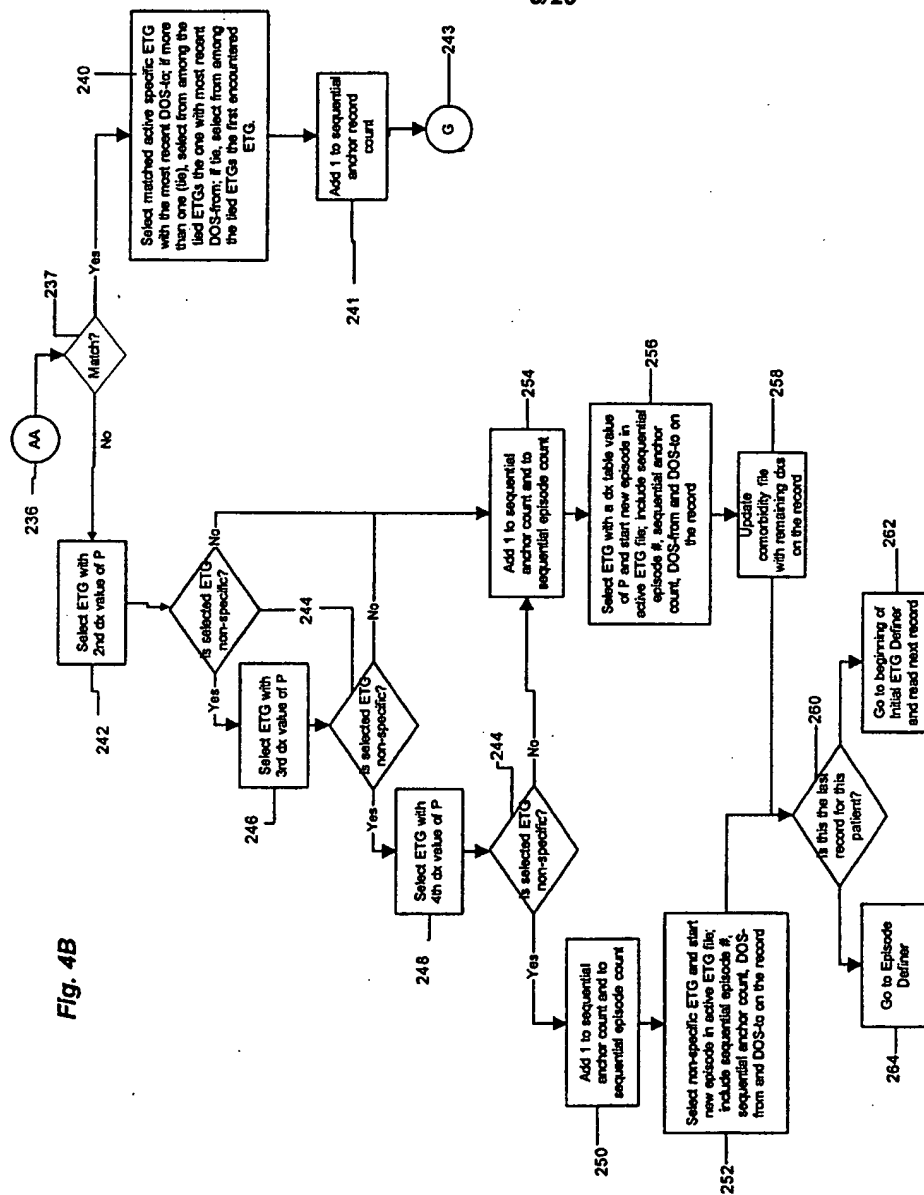 Fig. 4B
236
AA
237
Match?
No
Yes
240
Select matched active specific ETG
with the most recent DOS-to; if more
than one (tie), select from among the
tied ETGs the one with most recent
DOS-from; if tie, select from among
the tied ETGs the first encountered
ETG.
241
Add 1 to sequential
anchor record
count
G
243
Select ETG with
2nd dx value of P
242
Is selected ETG
non-specific?
No
Yes
244
Select ETG with
3rd dx value of P
246
Is selected ETG
non-specific?
No
Yes
Select ETG with
4th dx value of P
248
244
Is selected ETG
non-specific?
No
Yes
254
Add 1 to sequential
anchor count and to
sequential episode count
256
Select ETG with a dx table value
of P and start new episode in
active ETG file; include sequential
episode #, sequential anchor
count, DOS-from and DOS-to on
the record
258
Update
comorbidity file
with remaining dxs
on the record
Add 1 to sequential
anchor count and to
sequential episode count
250
Select non-specific ETG and start
new episode in active ETG file;
include sequential episode #,
sequential anchor count, DOS-
from and DOS-to on the record
252
260
Is this the last
record for this
patient?
262
Go to beginning of
Initial ETG Definer
and read next record
Go to Episode
Definer
264